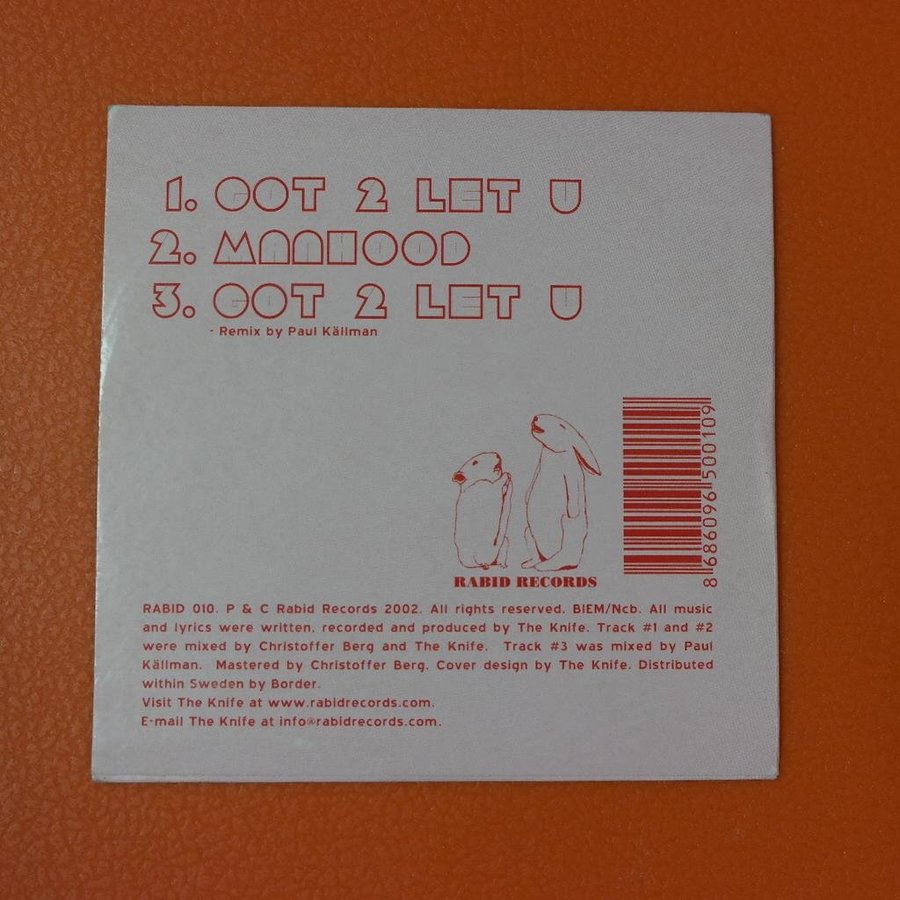 1. GOT 2 LET U
2. MANHOOD
3. GOT 2 LET U
- Remix by Paul Källman
8686096500109
RABID RECORDS
RABID 010. P & C Rabid Records 2002. All rights reserved. BIEM/Ncb. All music
and lyrics were written, recorded and produced by The Knife. Track #1 and #2
were mixed by Christoffer Berg and The Knife. Track #3 was mixed by Paul
Källman. Mastered by Christoffer Berg. Cover design by The Knife. Distributed
within Sweden by Border.
Visit The Knife at www.rabidrecords.com.
E-mail The Knife at info@rabidrecords.com.